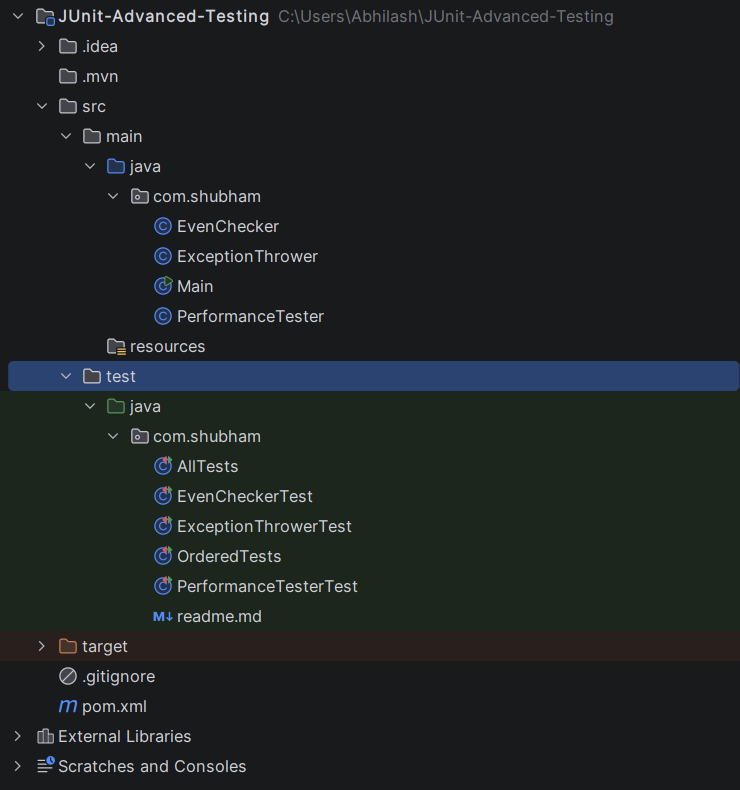 JUnit-Advanced-Testing C:\Users\Abhilash\JUnit-Advanced-Testing
.idea
.mvn
src
main
java
com.shubham
EvenChecker
ExceptionThrower
Main
PerformanceTester
resources
test
java
com.shubham
AllTests
EvenCheckerTest
ExceptionThrowerTest
OrderedTests
PerformanceTesterTest
M↓ readme.md
target
.gitignore
m pom.xml
External Libraries
Scratches and Consoles